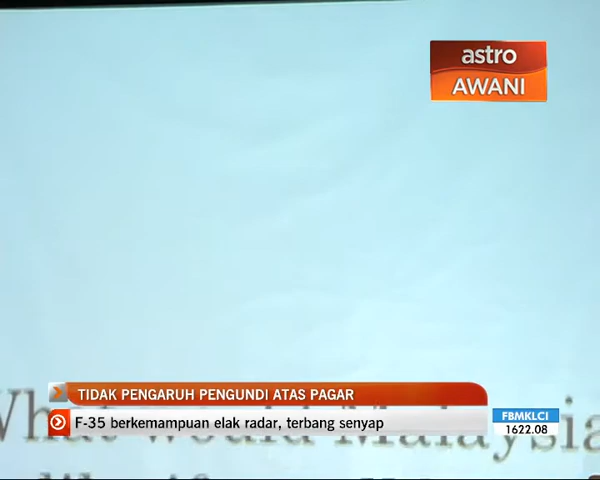 astro
AWANI
TIDAK PENGARUH PENGUNDI ATAS PAGAR
What would Malaysia
F-35 berkemampuan elak radar, terbang senyap
FBMKLCI
1622.08